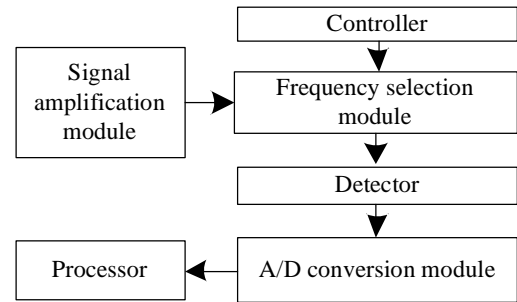 Controller
Signal
amplification
module
Frequency selection
module
Detector
Processor
A/D conversion module